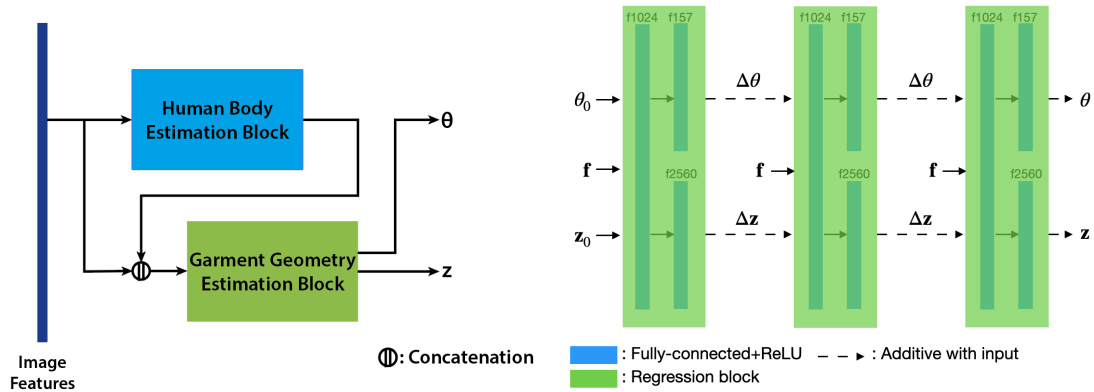 Human Body
Estimation Block
θ
Garment Geometry
Estimation Block
z
Image
Features
: Concatenation
f1024 f157
f1024 f157
f1024 f157
θ0
Δθ
Δθ
θ
f
f2560
f
f2560
f
f2560
z0
Δz
Δz
z
: Fully-connected+ReLU
: Additive with input
: Regression block